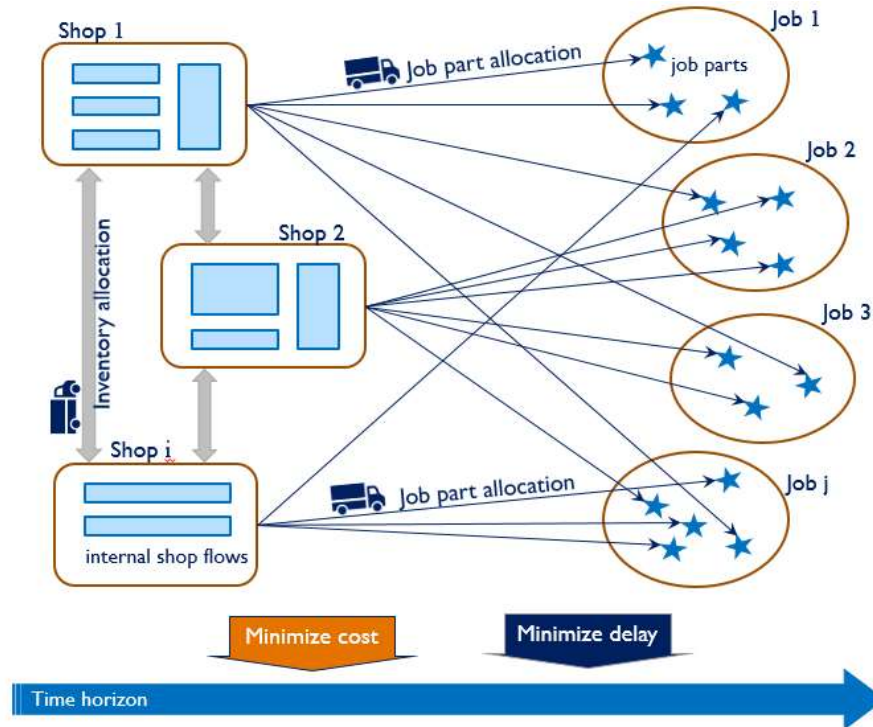 Shop 1
Job 1
Job part allocation
job parts
Job 2
Shop 2
Inventory allocation
Job 3
Shop i
Job part allocation
Job j
internal shop flows
Minimize cost
Minimize delay
Time horizon